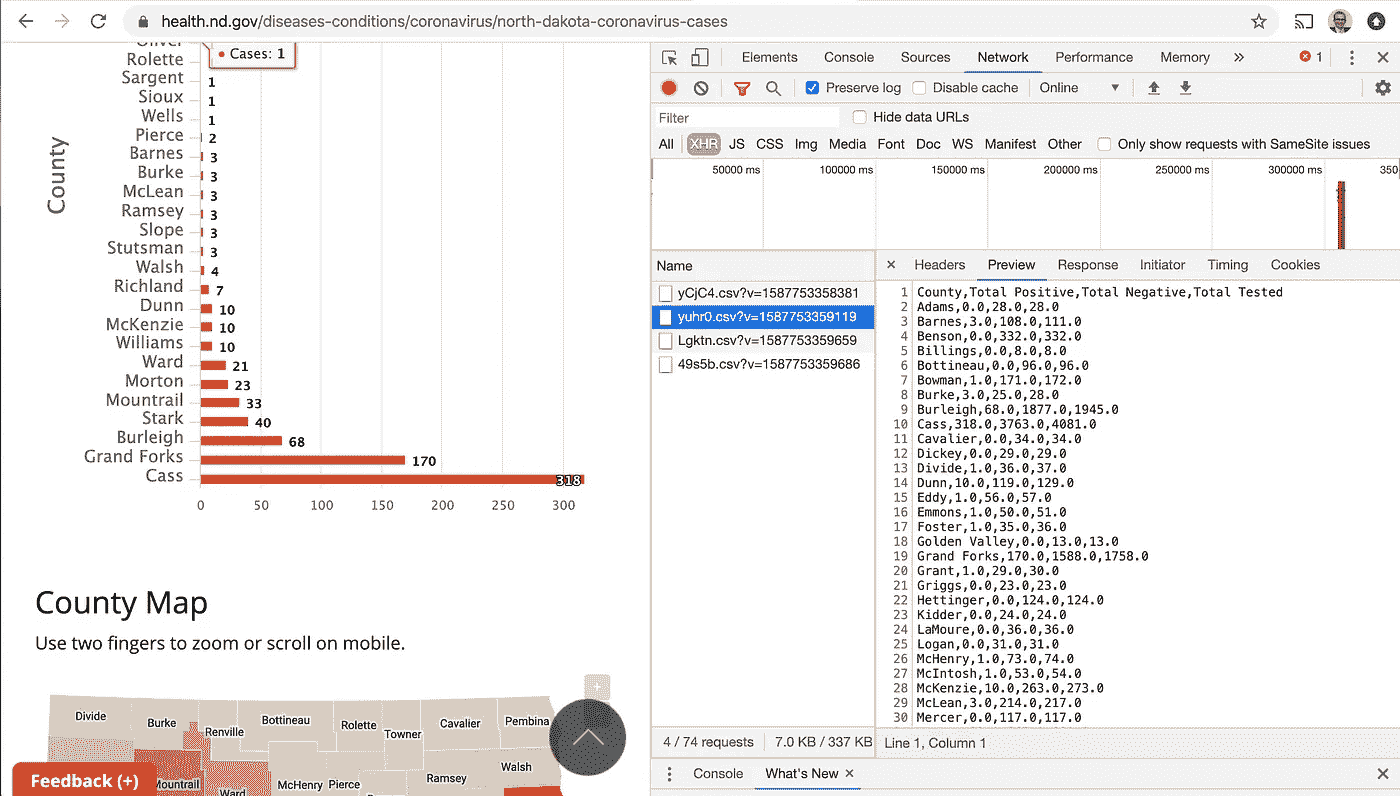 health.nd.gov/diseases-conditions/coronavirus/north-dakota-coronavirus-cases
Oliver
Cases: 1
Rolette
Sargent 1
Sioux 1
Wells 1
Pierce 2
Barnes 3
Burke 3
McLean 3
Ramsey 3
Slope 3
Stutsman 3
Walsh 4
Richland 7
Dunn 10
McKenzie 10
Williams 10
Ward 21
Morton 23
Mountrail 33
Stark 40
Burleigh 68
Grand Forks 170
Cass 318
0 50 100 150 200 250 300
County
County Map
Use two fingers to zoom or scroll on mobile.
Divide
Burke
Renville
Bottineau
Rolette
Towner
Cavalier
Pembina
Mountrail
Ward
McHenry
Pierce
Ramsey
Walsh
+
Feedback (+)
Elements Console Sources Network Performance Memory » 1
Preserve log Disable cache Online
Filter Hide data URLs
All XHR JS CSS Img Media Font Doc WS Manifest Other Only show requests with SameSite issues
50000 ms 100000 ms 150000 ms 200000 ms 250000 ms 300000 ms 350
Name
yCjC4.csv?v=1587753358381
yuhr0.csv?v=1587753359119
Lgktn.csv?v=1587753359659
49s5b.csv?v=1587753359686
4 / 74 requests 7.0 KB / 337 KB
Headers Preview Response Initiator Timing Cookies
1 County,Total Positive,Total Negative,Total Tested
2 Adams,0.0,28.0,28.0
3 Barnes,3.0,108.0,111.0
4 Benson,0.0,332.0,332.0
5 Billings,0.0,8.0,8.0
6 Bottineau,0.0,96.0,96.0
7 Bowman,1.0,171.0,172.0
8 Burke,3.0,25.0,28.0
9 Burleigh,68.0,1877.0,1945.0
10 Cass,318.0,3763.0,4081.0
11 Cavalier,0.0,34.0,34.0
12 Dickey,0.0,29.0,29.0
13 Divide,1.0,36.0,37.0
14 Dunn,10.0,119.0,129.0
15 Eddy,1.0,56.0,57.0
16 Emmons,1.0,50.0,51.0
17 Foster,1.0,35.0,36.0
18 Golden Valley,0.0,13.0,13.0
19 Grand Forks,170.0,1588.0,1758.0
20 Grant,1.0,29.0,30.0
21 Griggs,0.0,23.0,23.0
22 Hettinger,0.0,124.0,124.0
23 Kidder,0.0,24.0,24.0
24 LaMoure,0.0,36.0,36.0
25 Logan,0.0,31.0,31.0
26 McHenry,1.0,73.0,74.0
27 McIntosh,1.0,53.0,54.0
28 McKenzie,10.0,263.0,273.0
29 McLean,3.0,214.0,217.0
30 Mercer,0.0,117.0,117.0
Line 1, Column 1
Console What's New